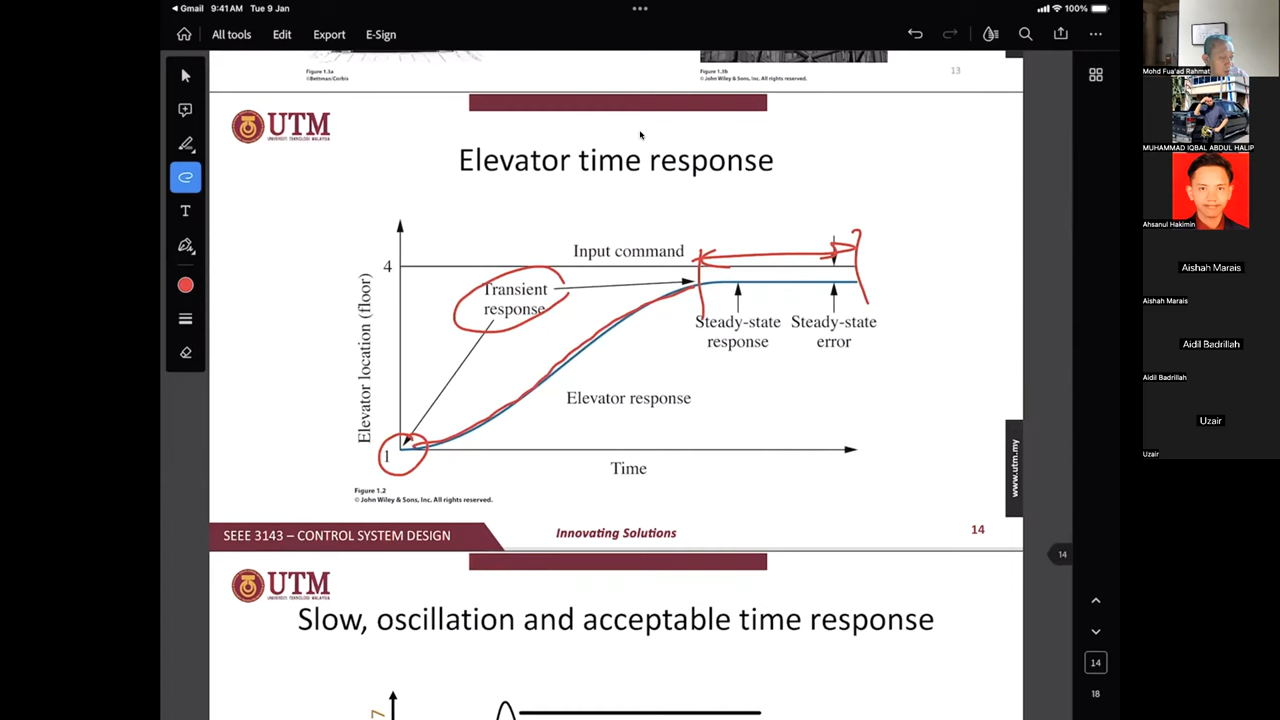 Gmail 9:41 AM Tue 9 Jan 100%
All tools Edit Export E-Sign
Figure 1.3a
©Bettman/Corbis
Figure 1.1b
© John Wiley & Sons, Inc. All rights reserved.
13
UTM
UNIVERSITI TEKNOLOGI MALAYSIA
Elevator time response
Input command
4
Transient
response
Steady-state
response
Steady-state
error
Elevator location (floor)
Elevator response
1
Time
Figure 1.2
© John Wiley & Sons, Inc. All rights reserved.
www.utm.my
SEEE 3143 – CONTROL SYSTEM DESIGN
Innovating Solutions
14
14
UTM
UNIVERSITI TEKNOLOGI MALAYSIA
Slow, oscillation and acceptable time response
T
14
18
Mohd Fua'ad Rahmat
MUHAMMAD IQBAL ABDUL HALIP
Ahsanul Hakimin
Aishah Marais
Aishah Marais
Aidil Badrillah
Aidil Badrillah
Uzair
Uzair